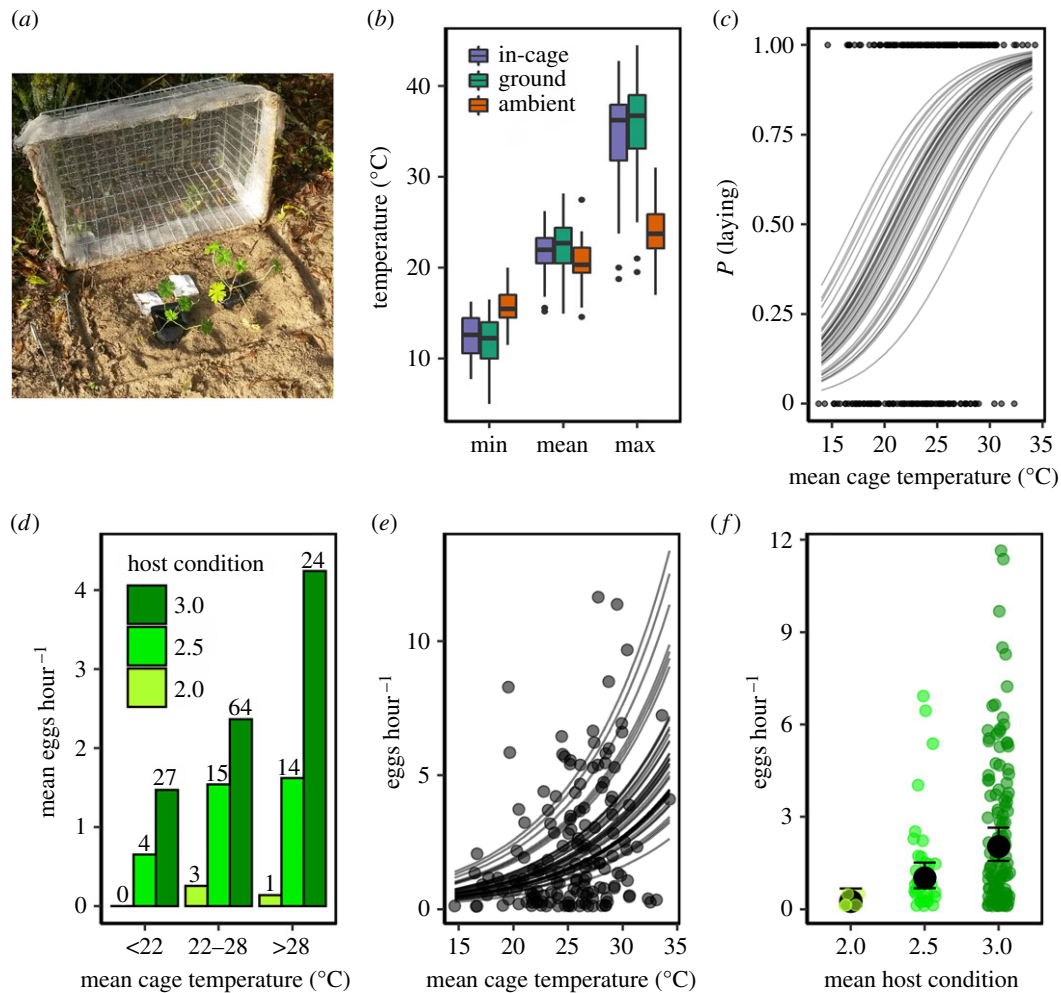 (a)
(b)
in-cage
ground
ambient
40
30
20
10
temperature (°C)
min
mean
max
(c)
1.00
0.75
0.50
0.25
0
P (laying)
15
20
25
30
35
mean cage temperature (°C)
(d)
host condition
3.0
2.5
2.0
4
3
2
1
0
mean eggs hour−1
0
4
27
3
15
64
1
14
24
<22
22–28
>28
mean cage temperature (°C)
(e)
10
5
0
eggs hour−1
15
20
25
30
35
mean cage temperature (°C)
(f)
12
9
6
3
0
eggs hour−1
2.0
2.5
3.0
mean host condition